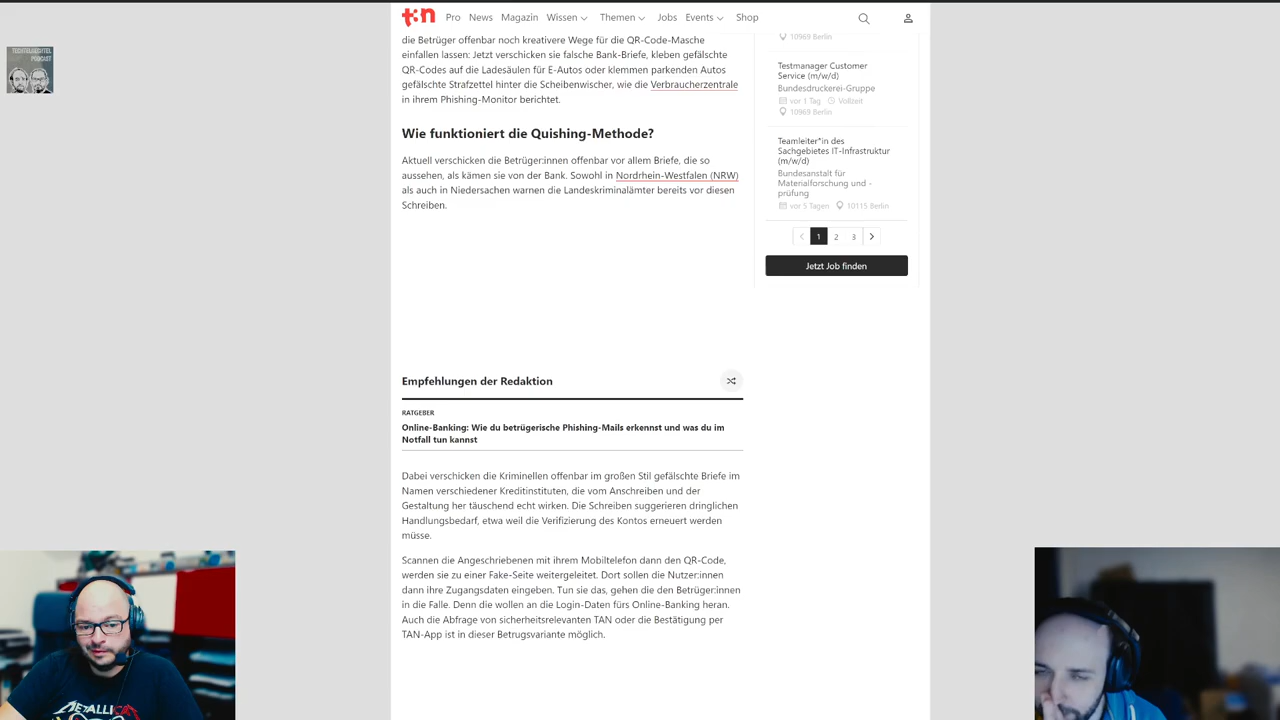 t3n Pro News Magazin Wissen Themen Jobs Events Shop
TECHTELMECHTEL
PODCAST
die Betrüger offenbar noch kreativere Wege für die QR-Code-Masche
einfallen lassen: Jetzt verschicken sie falsche Bank-Briefe, kleben gefälschte
QR-Codes auf die Ladesäulen für E-Autos oder klemmen parkenden Autos
gefälschte Strafzettel hinter die Scheibenwischer, wie die Verbraucherzentrale
in ihrem Phishing-Monitor berichtet.
Wie funktioniert die Quishing-Methode?
Aktuell verschicken die Betrüger:innen offenbar vor allem Briefe, die so
aussehen, als kämen sie von der Bank. Sowohl in Nordrhein-Westfalen (NRW)
als auch in Niedersachen warnen die Landeskriminalämter bereits vor diesen
Schreiben.
Empfehlungen der Redaktion
RATGEBER
Online-Banking: Wie du betrügerische Phishing-Mails erkennst und was du im
Notfall tun kannst
Dabei verschicken die Kriminellen offenbar im großen Stil gefälschte Briefe im
Namen verschiedener Kreditinstituten, die vom Anschreiben und der
Gestaltung her täuschend echt wirken. Die Schreiben suggerieren dringlichen
Handlungsbedarf, etwa weil die Verifizierung des Kontos erneuert werden
müsse.
Scannen die Angeschriebenen mit ihrem Mobiltelefon dann den QR-Code,
werden sie zu einer Fake-Seite weitergeleitet. Dort sollen die Nutzer:innen
dann ihre Zugangsdaten eingeben. Tun sie das, gehen die den Betrüger:innen
in die Falle. Denn die wollen an die Login-Daten fürs Online-Banking heran.
Auch die Abfrage von sicherheitsrelevanten TAN oder die Bestätigung per
TAN-App ist in dieser Betrugsvariante möglich.
10969 Berlin
Testmanager Customer
Service (m/w/d)
Bundesdruckerei-Gruppe
vor 1 Tag Vollzeit
10969 Berlin
Teamleiter*in des
Sachgebietes IT-Infrastruktur
(m/w/d)
Bundesanstalt für
Materialforschung und -
prüfung
vor 5 Tagen 10115 Berlin
1 2 3
Jetzt Job finden
METALLICAT